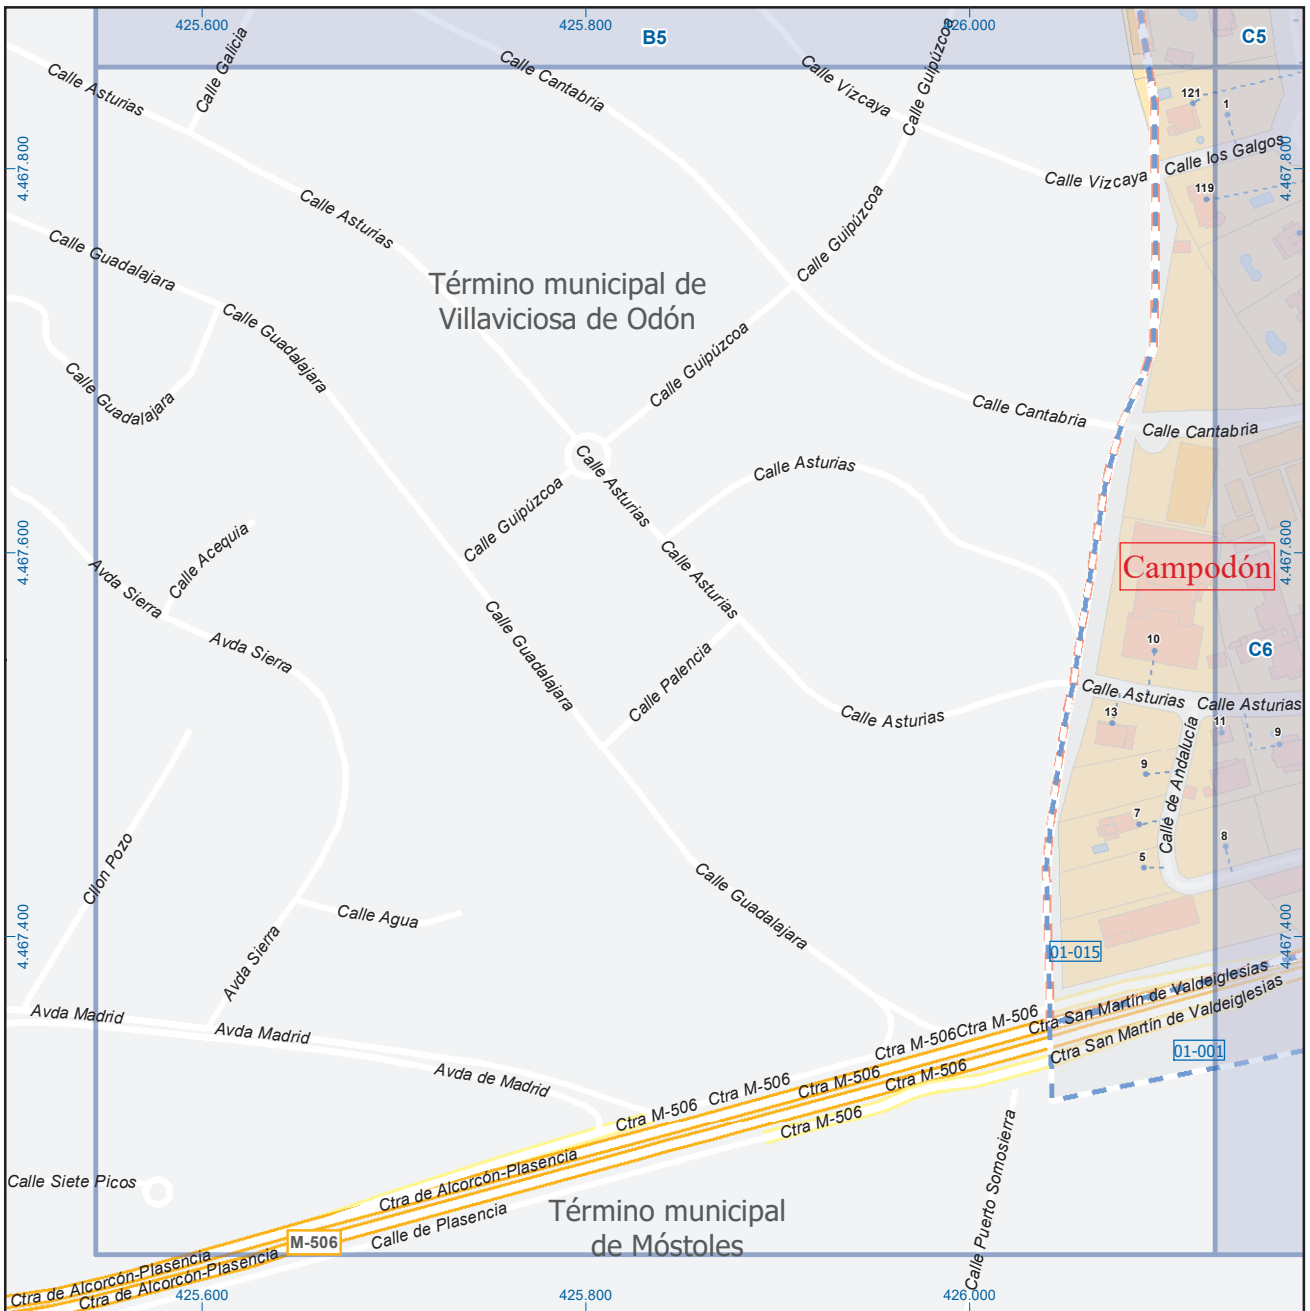 425.600
425.800
426.000
B5
C5
Calle Asturias
Calle Galicia
Calle Cantabria
Calle Vizcaya
Calle Guipúzcoa
121
1
4.467.800
4.467.800
Calle los Galgos
Calle Vizcaya
119
Calle Asturias
Calle Guipúzcoa
Calle Guadalajara
Término municipal de
Villaviciosa de Odón
Calle Guadalajara
Calle Guipúzcoa
Calle Guadalajara
Calle Cantabria
Calle Cantabria
Calle Asturias
Calle Asturias
Calle Guipúzcoa
4.467.600
4.467.600
Calle Acequia
Avda Sierra
Calle Asturias
Campodón
Calle Guadalajara
Avda Sierra
10
C6
Calle Palencia
Calle Asturias
Calle Asturias
Calle Asturias
13
11
9
9
Calle de Andalucía
7
8
5
Cllon Pozo
Calle Guadalajara
Calle Agua
4.467.400
4.467.400
Avda Sierra
01-015
Avda Madrid
Avda Madrid
Ctra M-506
Ctra M-506
Ctra San Martín de Valdeiglesias
Ctra San Martín de Valdeiglesias
01-001
Avda de Madrid
Ctra M-506
Ctra M-506
Ctra M-506
Ctra M-506
Ctra M-506
Calle Siete Picos
Ctra de Alcorcón-Plasencia
Calle de Plasencia
Término municipal
de Móstoles
Calle Puerto Somosierra
M-506
Ctra de Alcorcón-Plasencia
Ctra de Alcorcón-Plasencia
425.600
425.800
426.000